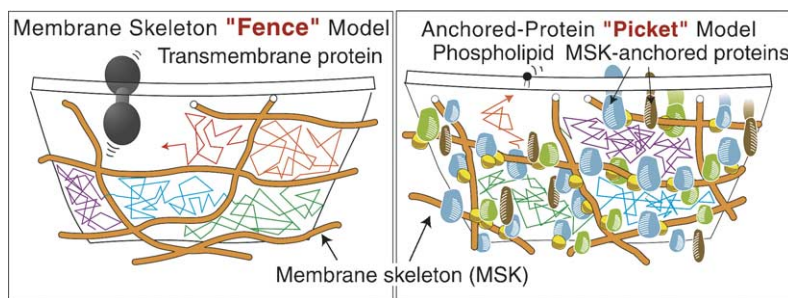 Membrane Skeleton "Fence" Model
Transmembrane protein
Anchored-Protein "Picket" Model
Phospholipid MSK-anchored proteins
Membrane skeleton (MSK)